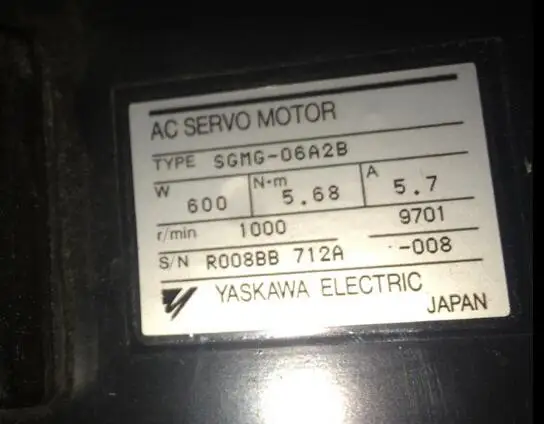 AC SERVO MOTOR
TYPE SGMG-06A2B
W 600 N·m 5.68 A 5.7
r/min 1000 9701
S/N R008BB 712A -008
YASKAWA ELECTRIC
JAPAN